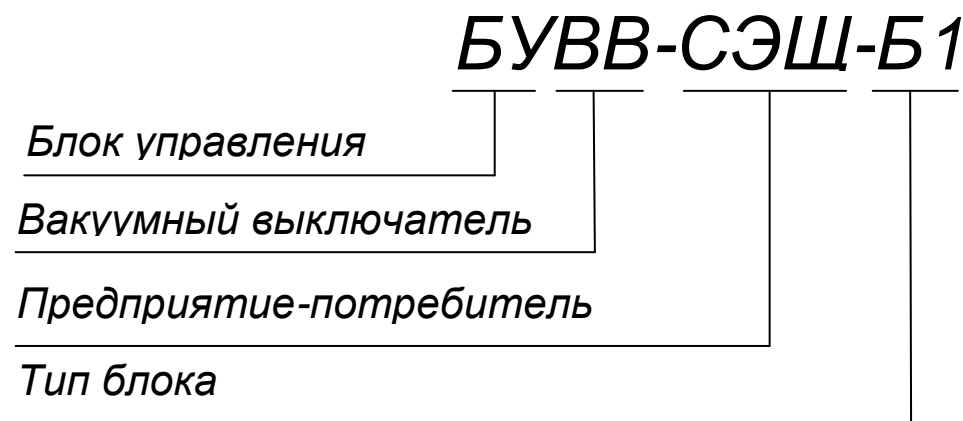 БУВВ-СЭЩ-Б1
Блок управления
Вакуумный выключатель
Предприятие-потребитель
Тип блока